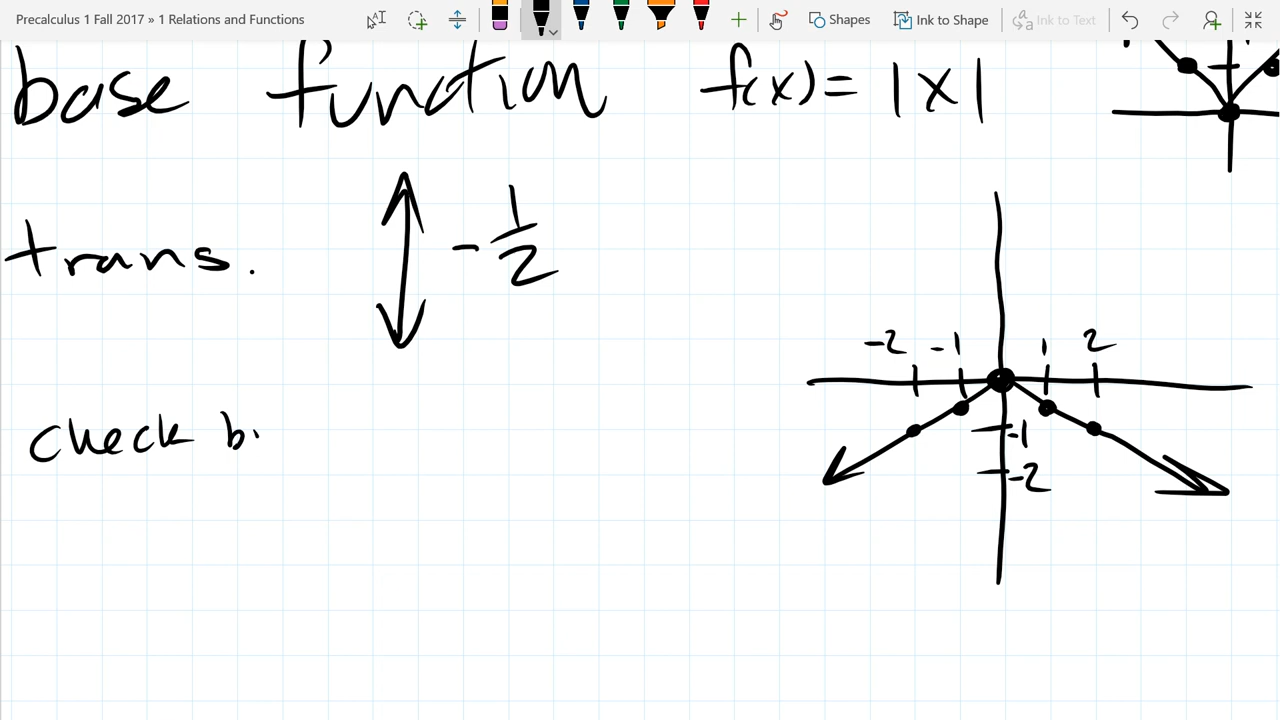 Precalculus 1 Fall 2017 » 1 Relations and Functions
Shapes
Ink to Shape
Ink to Text
base function f(x) = |x|
trans. -1/2
-2 -1 1 2
-1
-2
check b.